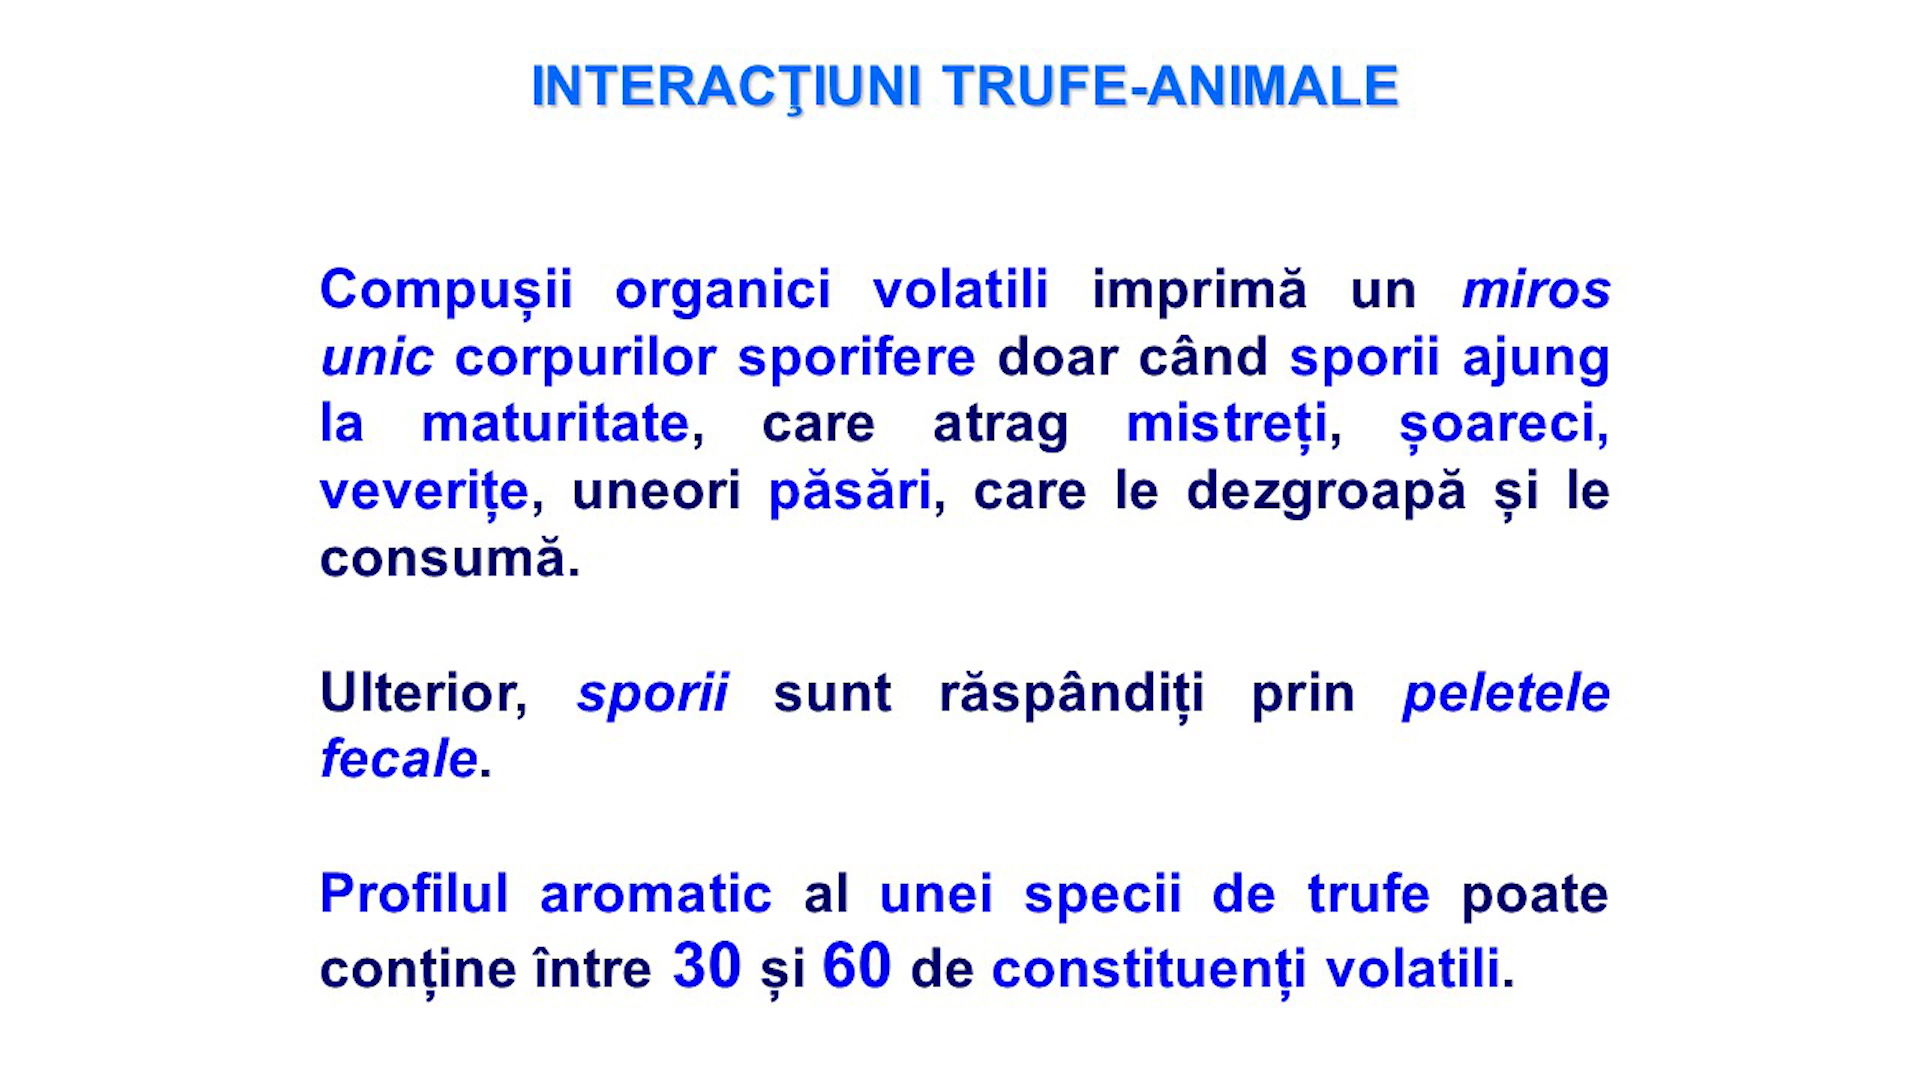 INTERACŢIUNI TRUFE-ANIMALE
Compușii organici volatili imprimă un miros
unic corpurilor sporifere doar când sporii ajung
la maturitate, care atrag mistreți, șoareci,
veverițe, uneori păsări, care le dezgroapă și le
consumă.
Ulterior, sporii sunt răspândiți prin peletele
fecale.
Profilul aromatic al unei specii de trufe poate
conține între 30 și 60 de constituenți volatili.